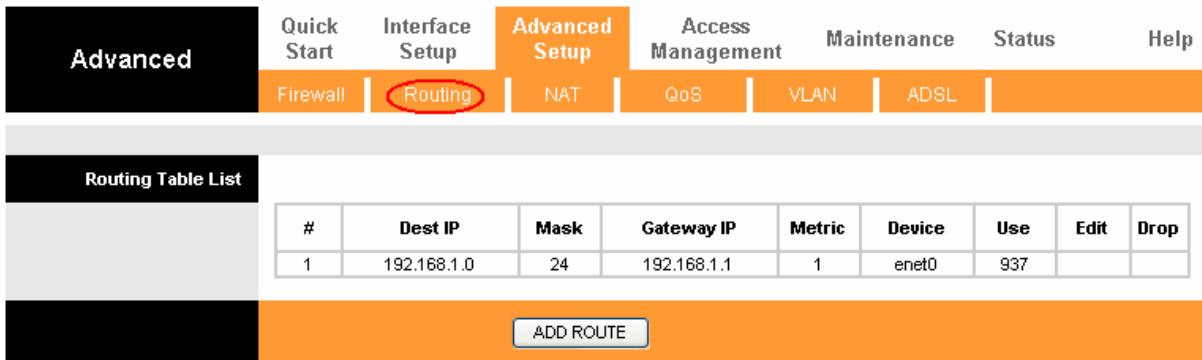 Advanced
Quick Start
Interface Setup
Advanced Setup
Access Management
Maintenance
Status
Help
Firewall
Routing
NAT
QoS
VLAN
ADSL
Routing Table List
# Dest IP Mask Gateway IP Metric Device Use Edit Drop
1 192.168.1.0 24 192.168.1.1 1 enet0 937
ADD ROUTE